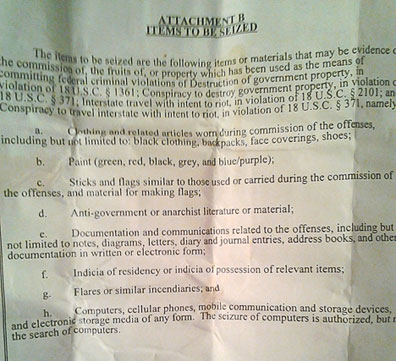 ATTACHMENT B
ITEMS TO BE SEIZED
The items to be seized are the following items or materials that may be evidence o
the commission of, the fruits of, or property which has been used as the means of
committing federal criminal violations of Destruction of government property, in
violation of 18 U.S.C. § 1361; Conspiracy to destroy government property, in violation o
18 U.S.C. § 371; Interstate travel with intent to riot, in violation of 18 U.S.C. § 2101; an
Conspiracy to travel interstate with intent to riot, in violation of 18 U.S.C. § 371, namely
a. Clothing and related articles worn during commission of the offenses,
including but not limited to: black clothing, backpacks, face coverings, shoes;
b. Paint (green, red, black, grey, and blue/purple);
c. Sticks and flags similar to those used or carried during the commission of
the offenses, and material for making flags;
d. Anti-government or anarchist literature or material;
e. Documentation and communications related to the offenses, including but
not limited to notes, diagrams, letters, diary and journal entries, address books, and other
documentation in written or electronic form;
f. Indicia of residency or indicia of possession of relevant items;
g. Flares or similar incendiaries; and
h. Computers, cellular phones, mobile communication and storage devices,
and electronic storage media of any form. The seizure of computers is authorized, but
the search of computers.